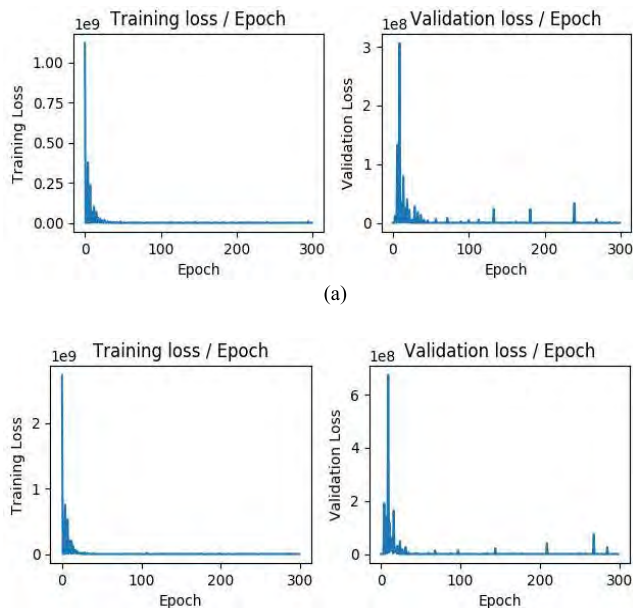 Training loss / Epoch
1e9
1.00
0.75
0.50
0.25
0.00
Training Loss
0 100 200 300
Epoch
Validation loss / Epoch
1e8
3
2
1
0
Validation Loss
0 100 200 300
Epoch
(a)
Training loss / Epoch
1e9
2
1
0
Training Loss
0 100 200 300
Epoch
Validation loss / Epoch
1e8
6
4
2
0
Validation Loss
0 100 200 300
Epoch